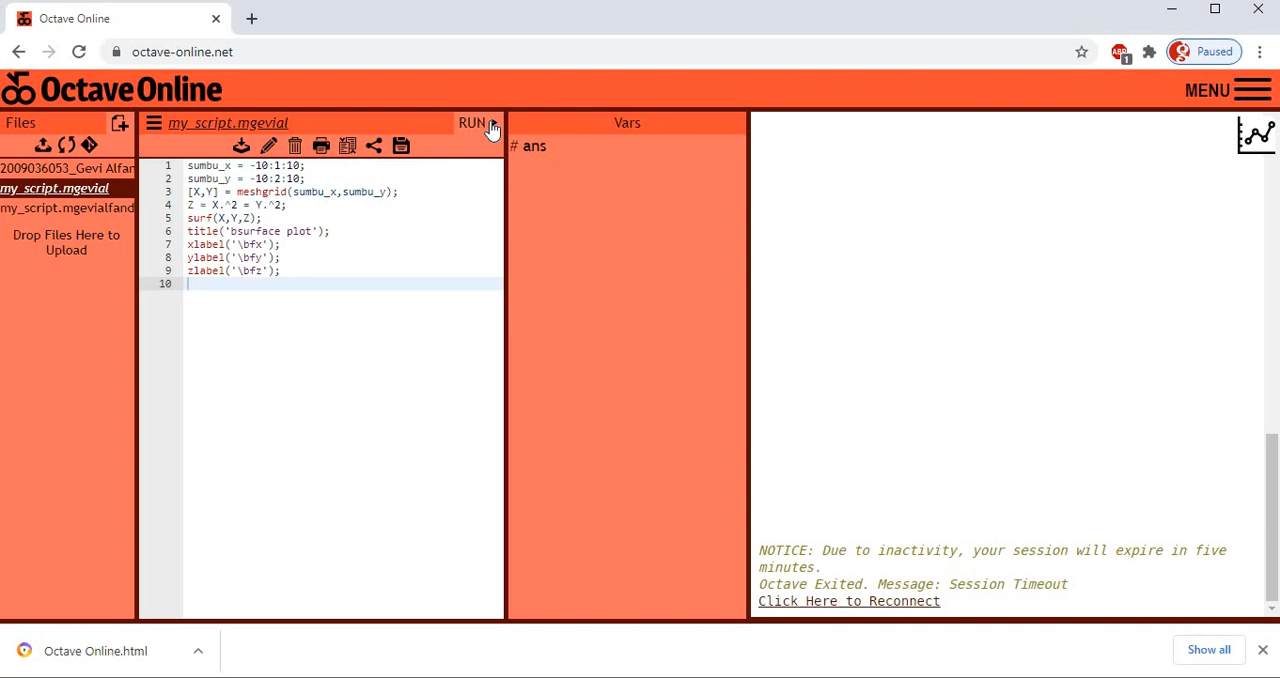 Octave Online
octave-online.net
1
Paused
Octave Online
MENU
Files
my_script.mgevial
RUN
Vars
2009036053_Gevi Alfan
my_script.mgevial
my_script.mgevialfand
Drop Files Here to
Upload
1 sumbu_x = -10:1:10;
2 sumbu_y = -10:2:10;
3 [X,Y] = meshgrid(sumbu_x,sumbu_y);
4 Z = X.^2 = Y.^2;
5 surf(X,Y,Z);
6 title('bsurface plot');
7 xlabel('\bfx');
8 ylabel('\bfy');
9 zlabel('\bfz');
10
# ans
NOTICE: Due to inactivity, your session will expire in five
minutes.
Octave Exited. Message: Session Timeout
Click Here to Reconnect
Octave Online.html
Show all